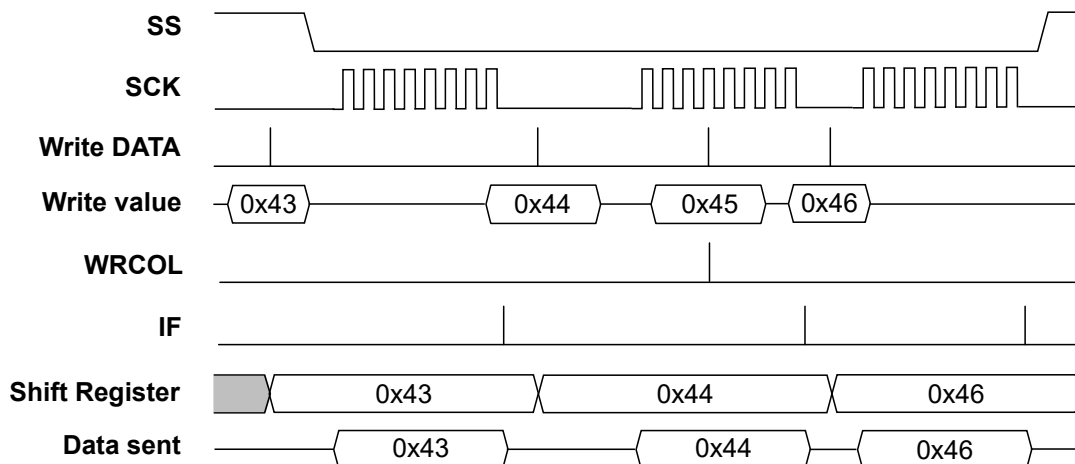 SS
SCK
Write DATA
Write value 0x43 0x44 0x45 0x46
WRCOL
IF
Shift Register 0x43 0x44 0x46
Data sent 0x43 0x44 0x46